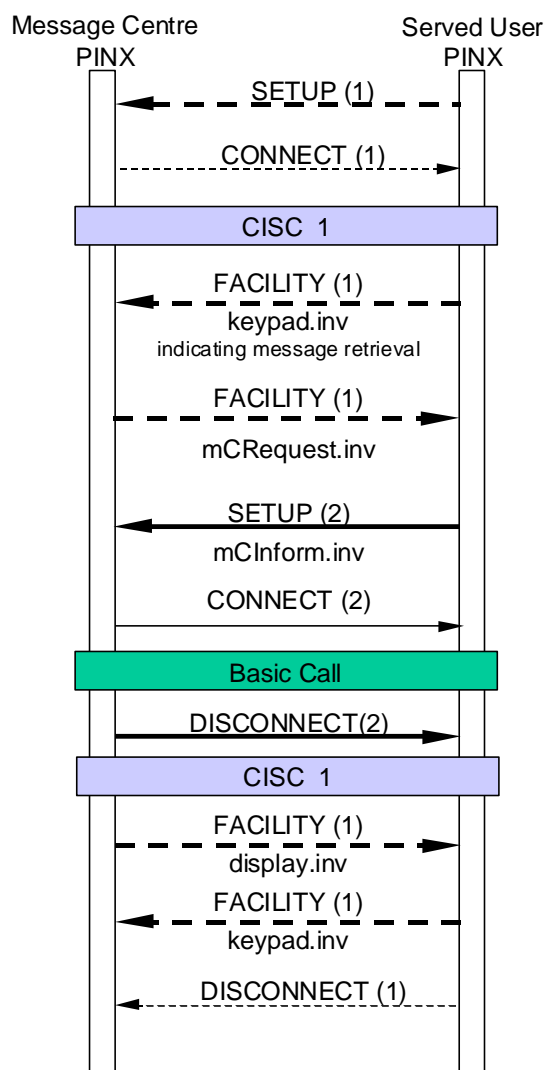 Message Centre
PINX
Served User
PINX
SETUP (1)
CONNECT (1)
CISC 1
FACILITY (1)
keypad.inv
indicating message retrieval
FACILITY (1)
mCRequest.inv
SETUP (2)
mCInform.inv
CONNECT (2)
Basic Call
DISCONNECT(2)
CISC 1
FACILITY (1)
display.inv
FACILITY (1)
keypad.inv
DISCONNECT (1)